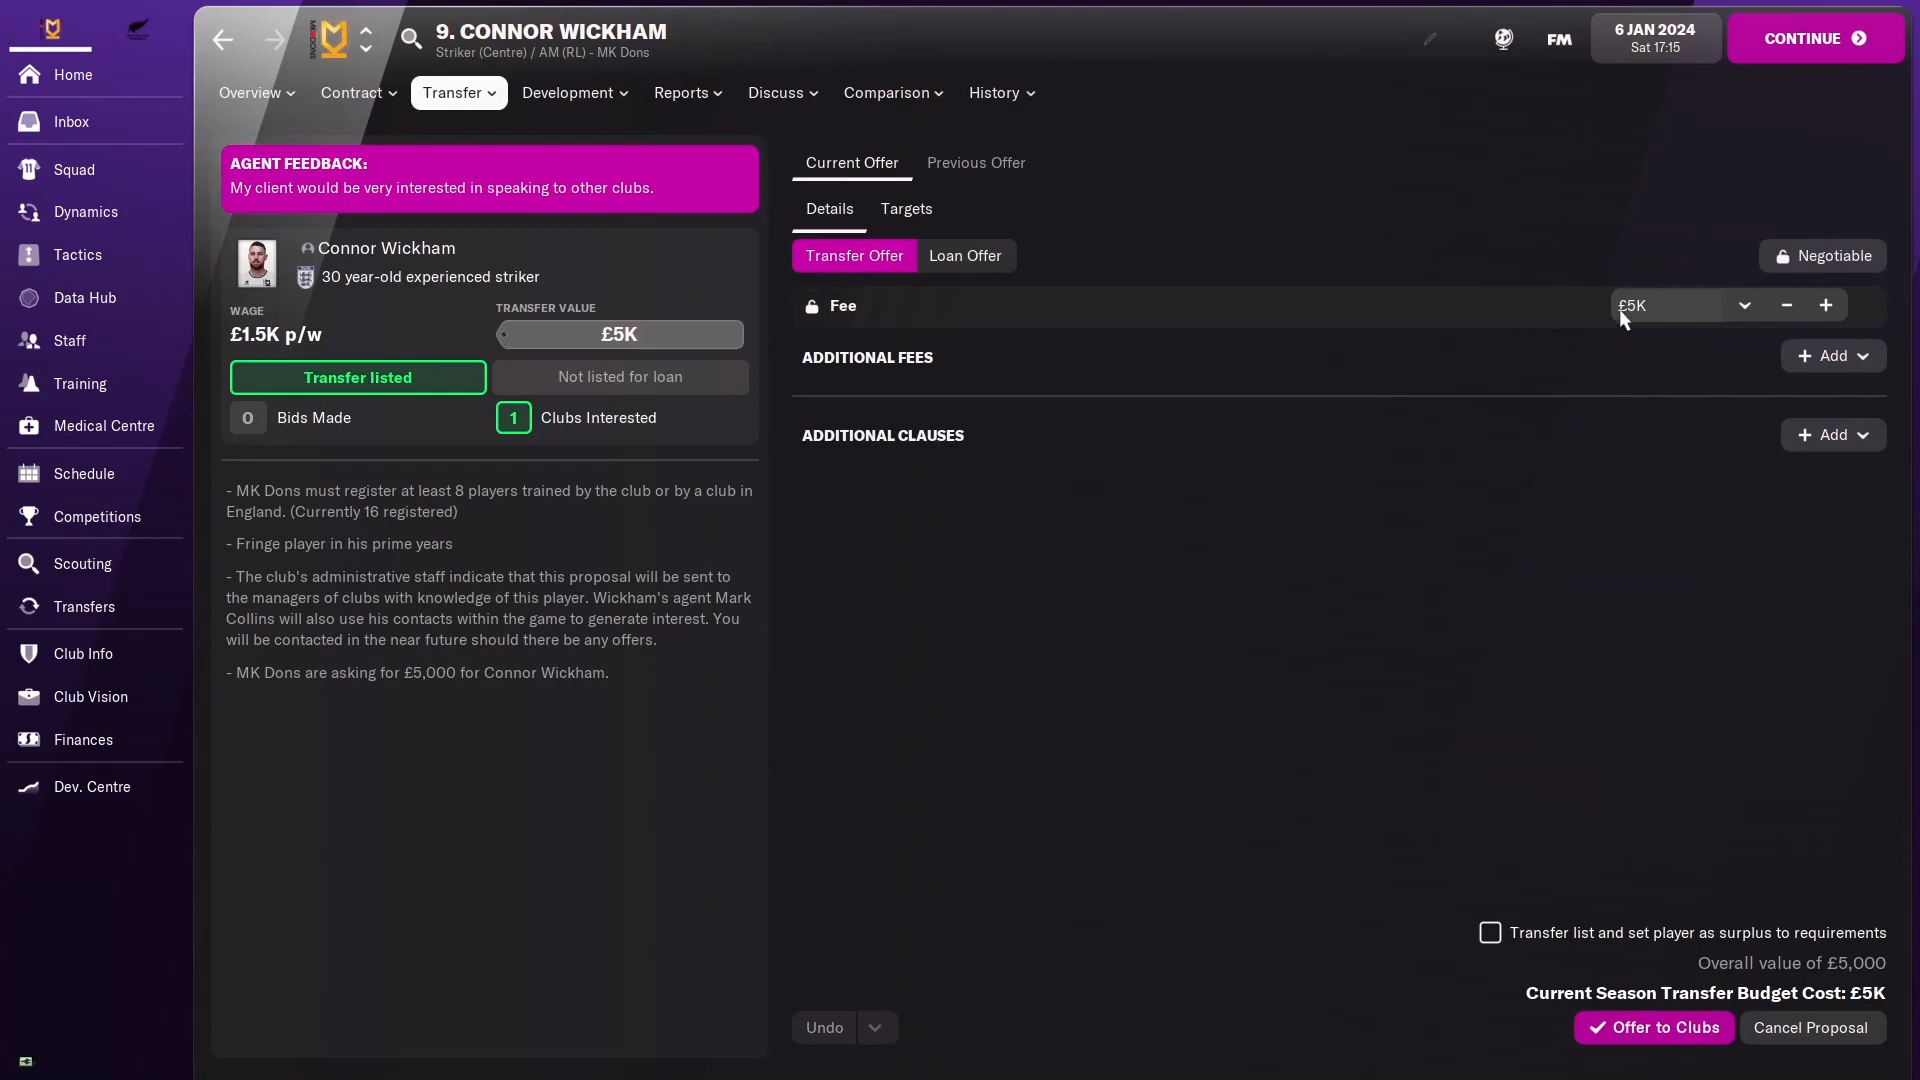 9. CONNOR WICKHAM
Striker (Centre) / AM (RL) - MK Dons
FM
6 JAN 2024
Sat 17:15
CONTINUE
Home
Inbox
Squad
Dynamics
Tactics
Data Hub
Staff
Training
Medical Centre
Schedule
Competitions
Scouting
Transfers
Club Info
Club Vision
Finances
Dev. Centre
Overview
Contract
Transfer
Development
Reports
Discuss
Comparison
History
AGENT FEEDBACK:
My client would be very interested in speaking to other clubs.
Connor Wickham
30 year-old experienced striker
WAGE
£1.5K p/w
TRANSFER VALUE
£5K
Transfer listed
Not listed for loan
0 Bids Made
1 Clubs Interested
- MK Dons must register at least 8 players trained by the club or by a club in
England. (Currently 16 registered)
- Fringe player in his prime years
- The club's administrative staff indicate that this proposal will be sent to
the managers of clubs with knowledge of this player. Wickham's agent Mark
Collins will also use his contacts within the game to generate interest. You
will be contacted in the near future should there be any offers.
- MK Dons are asking for £5,000 for Connor Wickham.
Current Offer
Previous Offer
Details
Targets
Transfer Offer
Loan Offer
Negotiable
Fee
£5K
ADDITIONAL FEES
Add
ADDITIONAL CLAUSES
Add
Transfer list and set player as surplus to requirements
Overall value of £5,000
Current Season Transfer Budget Cost: £5K
Undo
Offer to Clubs
Cancel Proposal